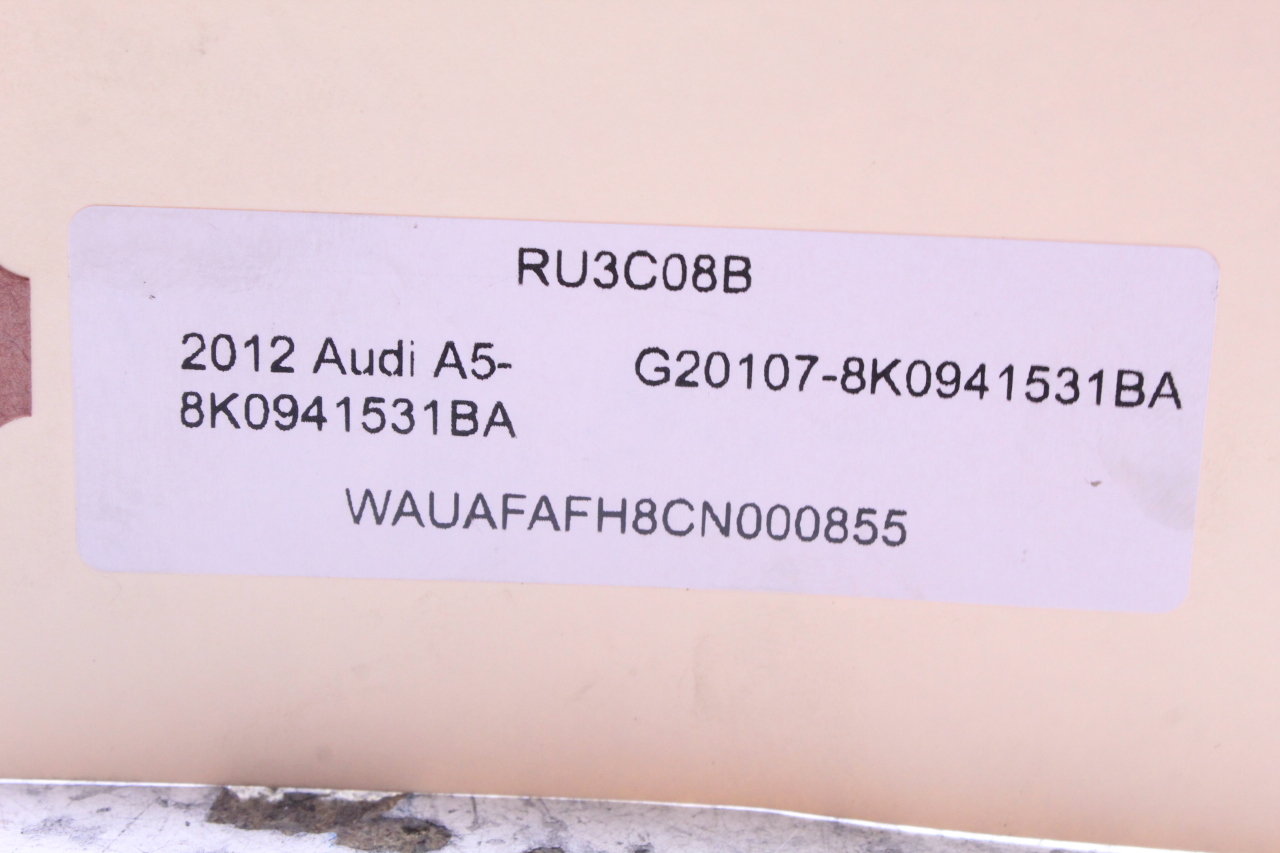 RU3C08B
2012 Audi A5- G20107-8K0941531BA
8K0941531BA
WAUAFAFH8CN000855